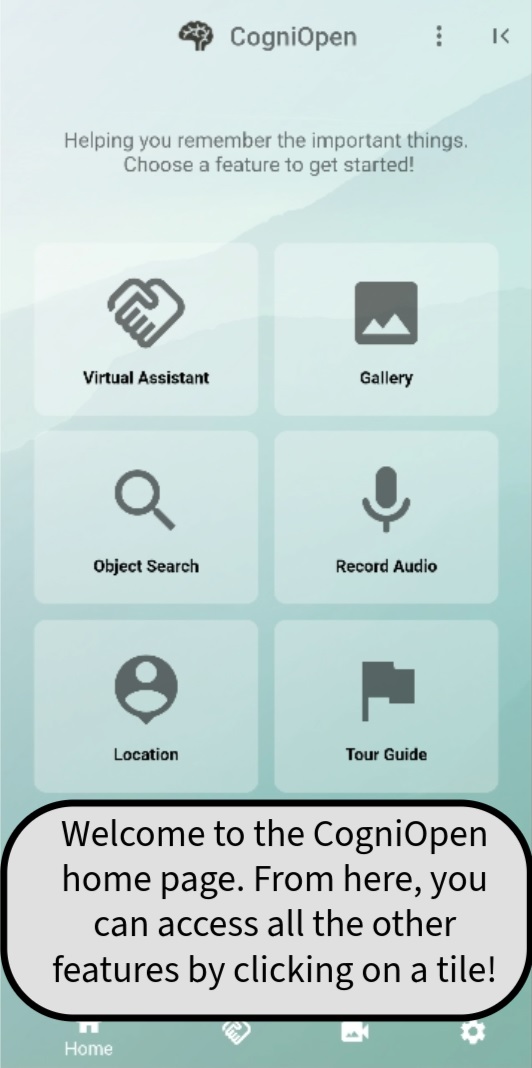 CogniOpen
Helping you remember the important things.
Choose a feature to get started!
Virtual Assistant
Gallery
Object Search
Record Audio
Location
Tour Guide
Welcome to the CogniOpen
home page. From here, you
can access all the other
features by clicking on a tile!
Home